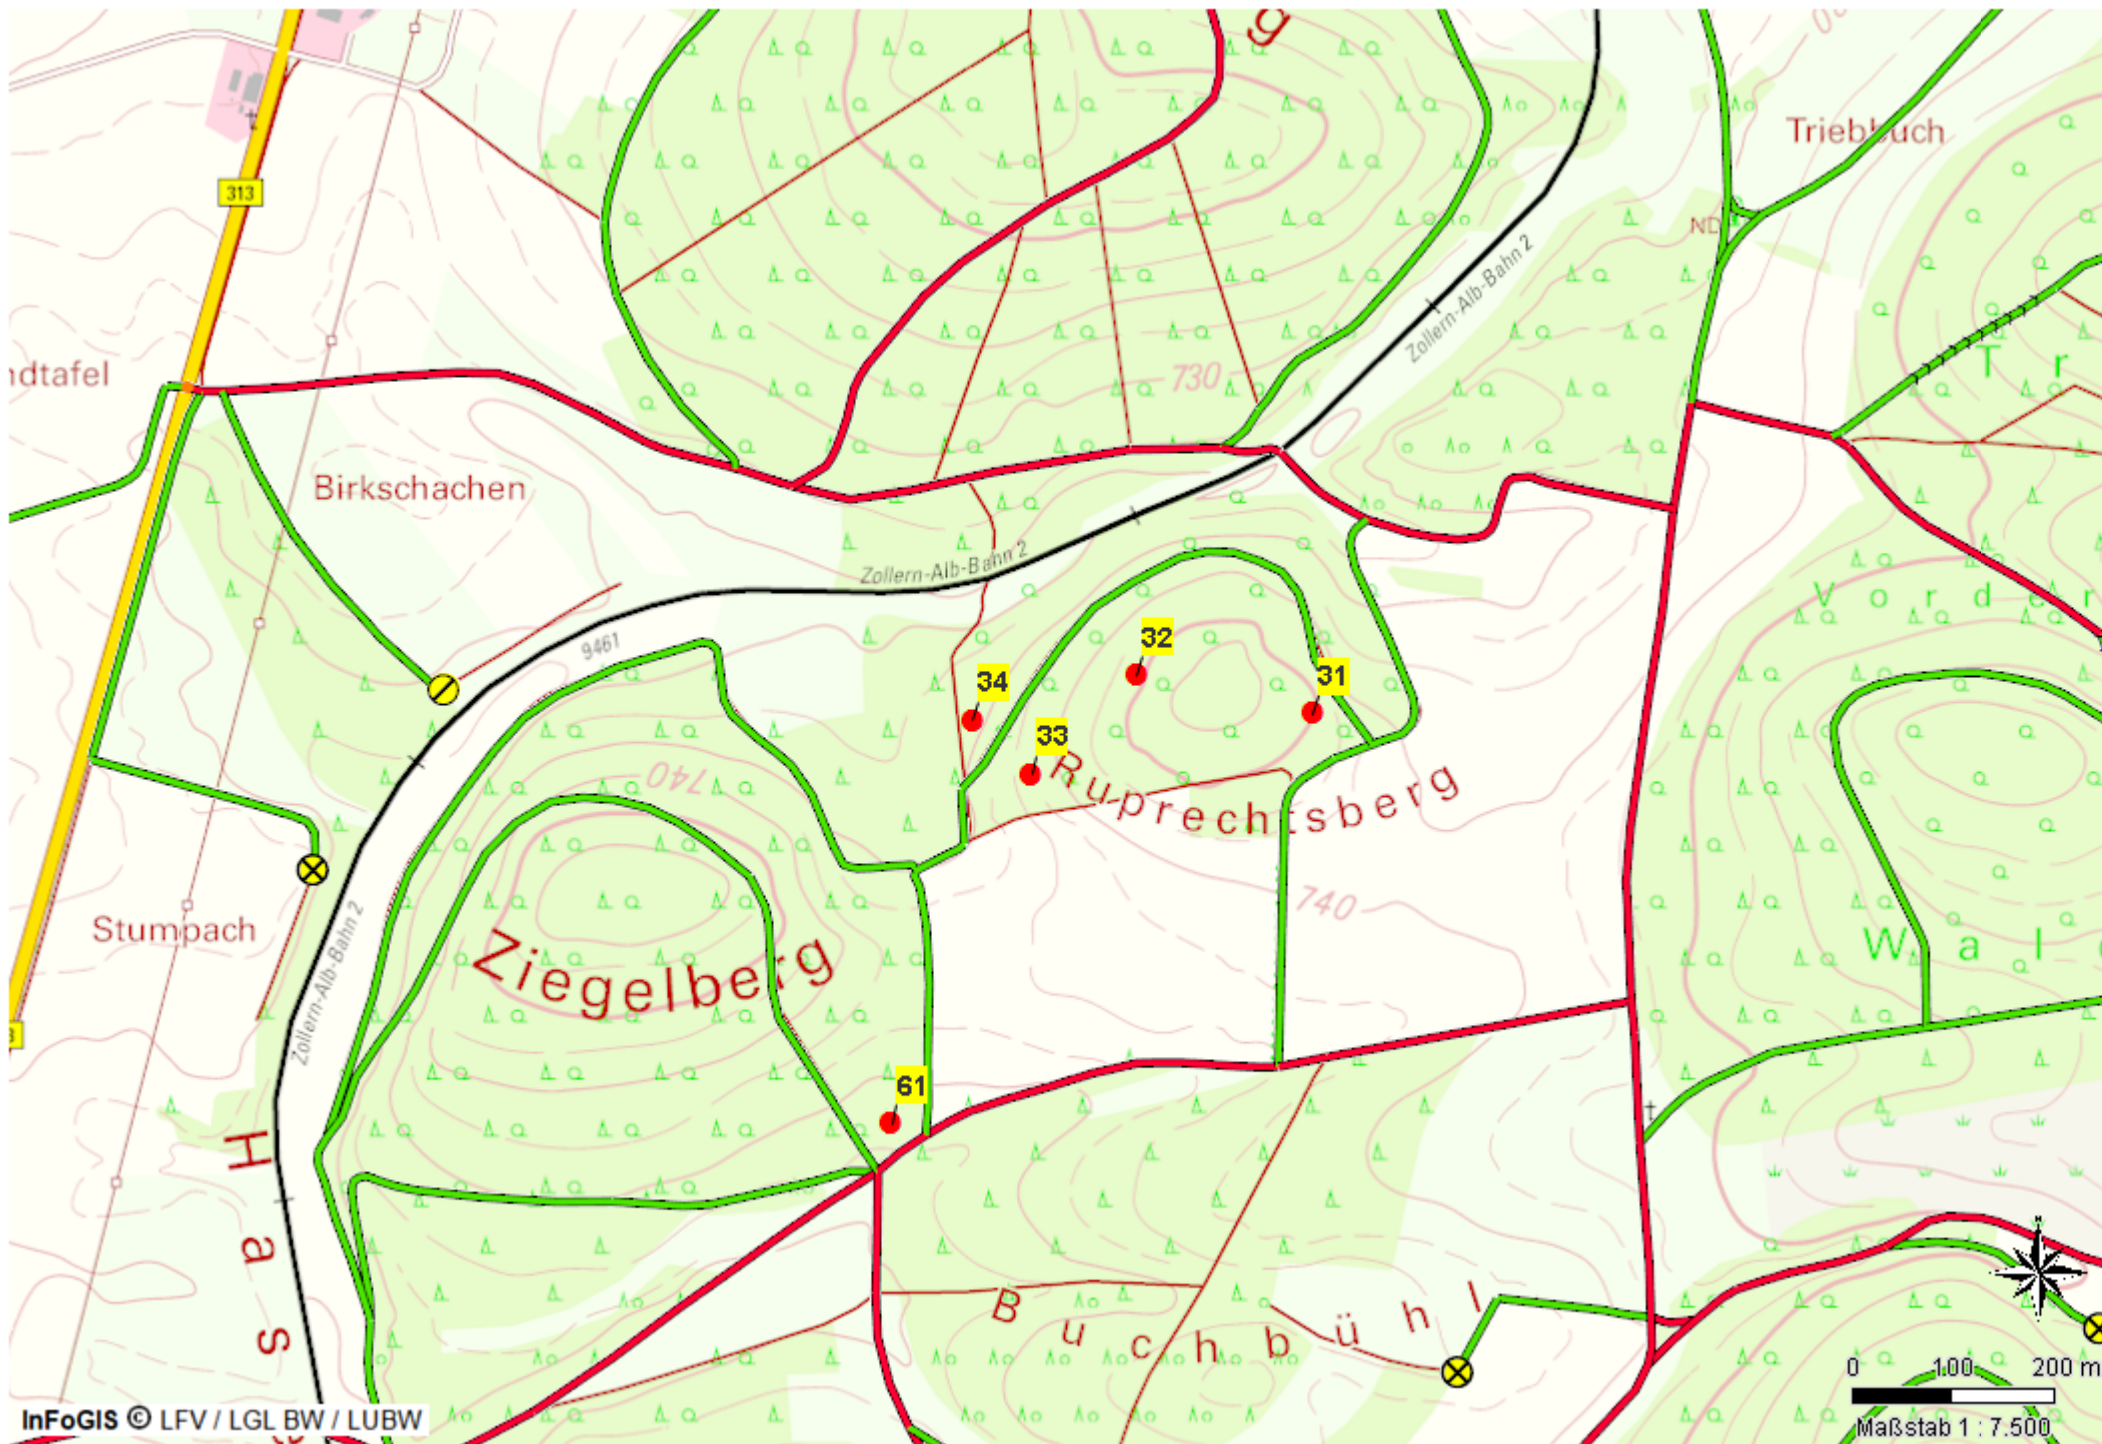 g
Triebbuch
313
ND
Zollern-Alb-Bahn 2
730
ndtafel
T r
Birkschachen
Zollern-Alb-Bahn 2
Vorder
9461
32
31
34
33
740
Ruprechtsberg
740
Stumpach
Ziegelberg
Wal
Zollern-Alb-Bahn 2
61
Has
Buchbühl
N
0 100 200 m
Maßstab 1 : 7.500
InFoGIS © LFV / LGL BW / LUBW